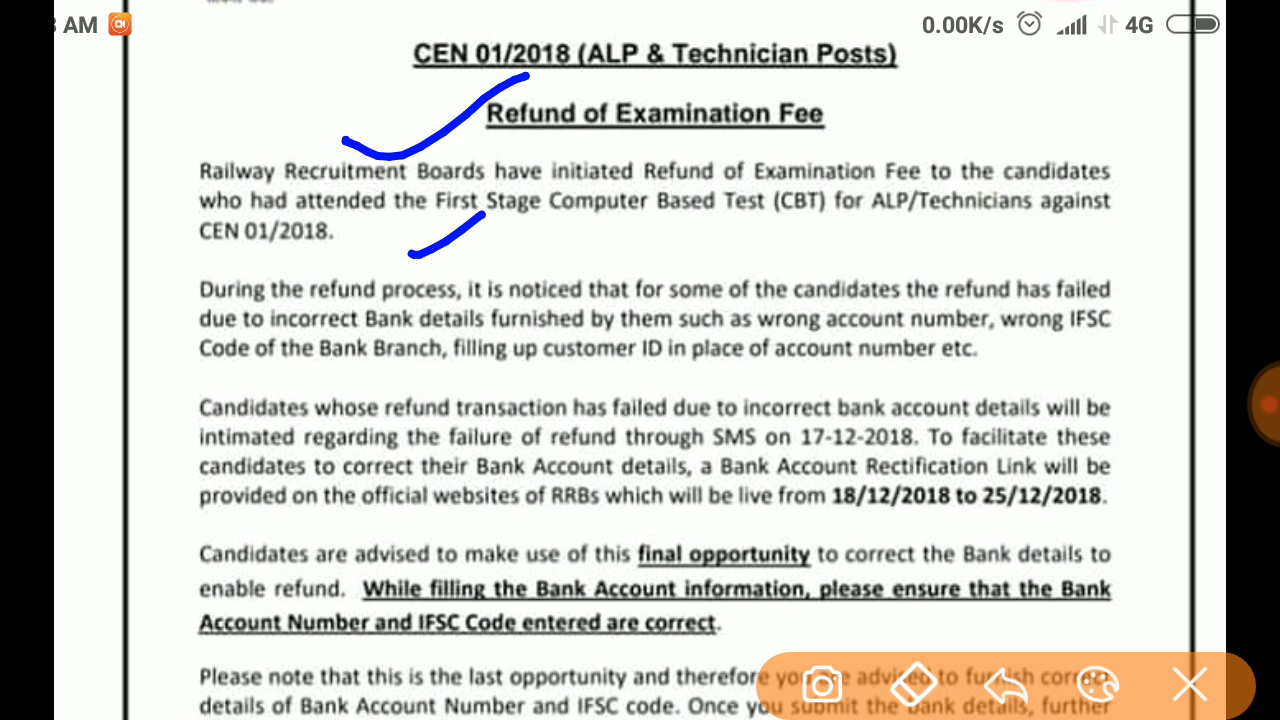 AM
0.00K/s
4G
CEN 01/2018 (ALP & Technician Posts)
Refund of Examination Fee
Railway Recruitment Boards have initiated Refund of Examination Fee to the candidates
who had attended the First Stage Computer Based Test (CBT) for ALP/Technicians against
CEN 01/2018.
During the refund process, it is noticed that for some of the candidates the refund has failed
due to incorrect Bank details furnished by them such as wrong account number, wrong IFSC
Code of the Bank Branch, filling up customer ID in place of account number etc.
Candidates whose refund transaction has failed due to incorrect bank account details will be
intimated regarding the failure of refund through SMS on 17-12-2018. To facilitate these
candidates to correct their Bank Account details, a Bank Account Rectification Link will be
provided on the official websites of RRBs which will be live from 18/12/2018 to 25/12/2018.
Candidates are advised to make use of this final opportunity to correct the Bank details to
enable refund. While filling the Bank Account information, please ensure that the Bank
Account Number and IFSC Code entered are correct.
Please note that this is the last opportunity and therefore you are advised to furnish correct
details of Bank Account Number and IFSC code. Once you submit the bank details, further